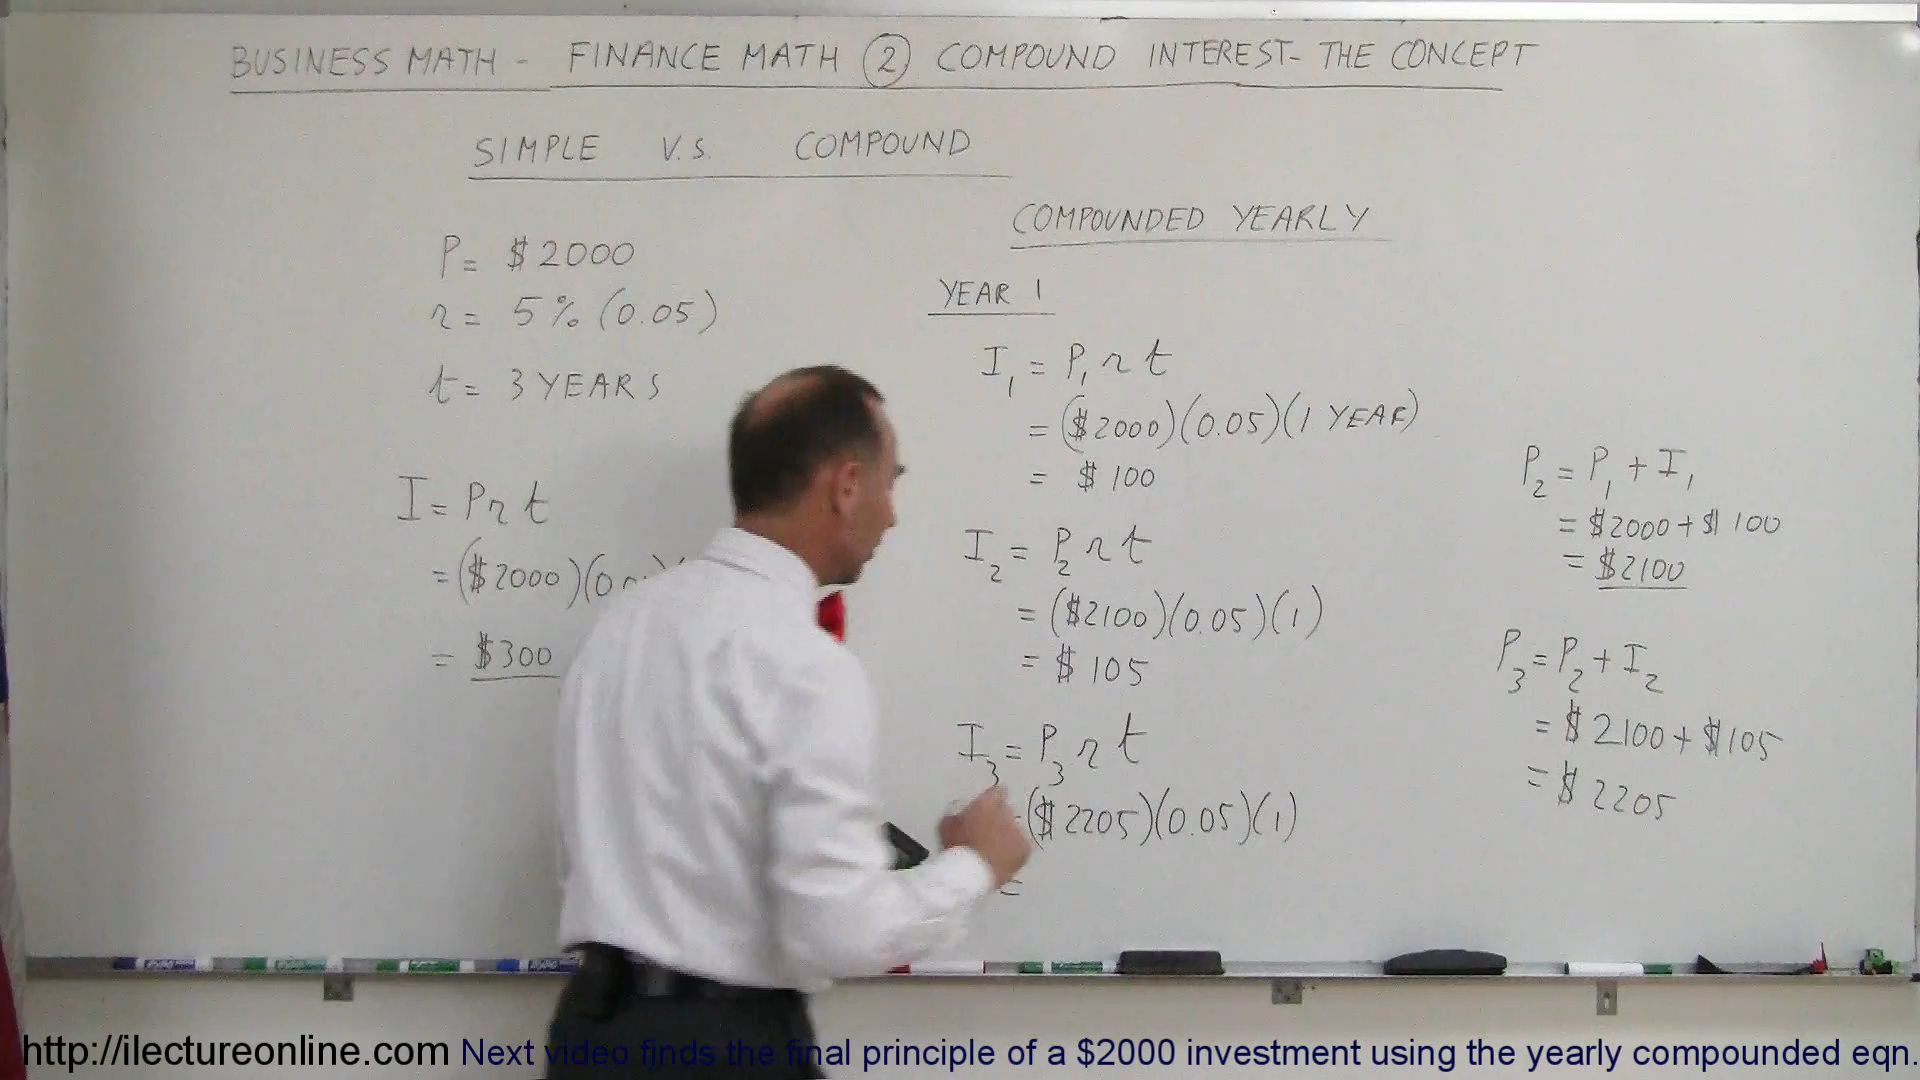 BUSINESS MATH - FINANCE MATH ② COMPOUND INTEREST- THE CONCEPT
SIMPLE V.S. COMPOUND
P= $2000
r= 5% (0.05)
t= 3 YEARS
I= Prt
=($2000)(0.0
= $300
COMPOUNDED YEARLY
YEAR 1
I₁ = P₁ r t
= ($2000)(0.05)(1 YEAR)
= $ 100
I₂ = P₂ r t
= ($2100)(0.05)(1)
= $ 105
I₃ = P₃ r t
=($2205)(0.05)(1)
=
P₂ = P₁ + I₁
= $2000+$100
= $2100
P₃ = P₂ + I₂
= $2100+$105
= $2205
http://ilectureonline.com Next video finds the final principle of a $2000 investment using the yearly compounded eqn.